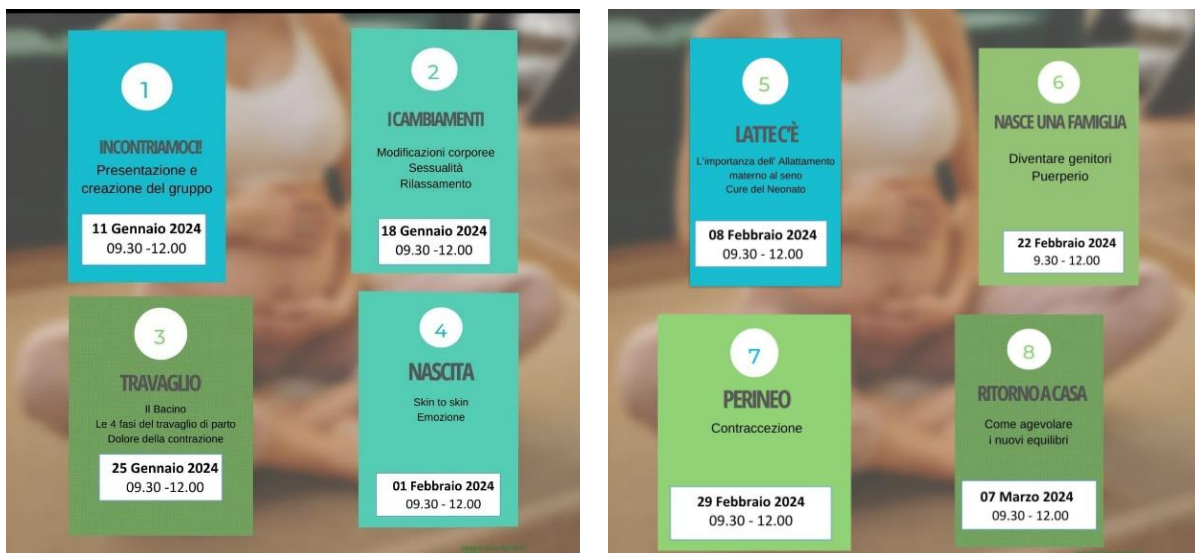 1
INCONTRIAMOCI!
Presentazione e
creazione del gruppo
11 Gennaio 2024
09.30 -12.00
2
I CAMBIAMENTI
Modificazioni corporee
Sessualità
Rilassamento
18 Gennaio 2024
09.30 -12.00
3
TRAVAGLIO
Il Bacino
Le 4 fasi del travaglio di parto
Dolore della contrazione
25 Gennaio 2024
09.30 -12.00
4
NASCITA
Skin to skin
Emozione
01 Febbraio 2024
09.30 - 12.00
5
LATTE C'È
L'importanza dell' Allattamento
materno al seno
Cure del Neonato
08 Febbraio 2024
09.30 - 12.00
6
NASCE UNA FAMIGLIA
Diventare genitori
Puerperio
22 Febbraio 2024
9.30 - 12.00
7
PERINEO
Contraccezione
29 Febbraio 2024
09.30 - 12.00
8
RITORNO A CASA
Come agevolare
i nuovi equilibri
07 Marzo 2024
09.30 - 12.00